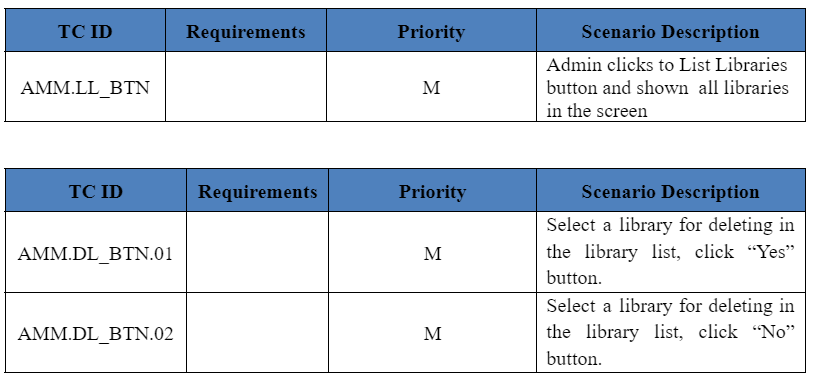 TC ID Requirements Priority Scenario Description
AMM.LL_BTN M Admin clicks to List Libraries
button and shown all libraries
in the screen
TC ID Requirements Priority Scenario Description
AMM.DL_BTN.01 M Select a library for deleting in
the library list, click “Yes”
button.
AMM.DL_BTN.02 M Select a library for deleting in
the library list, click “No”
button.